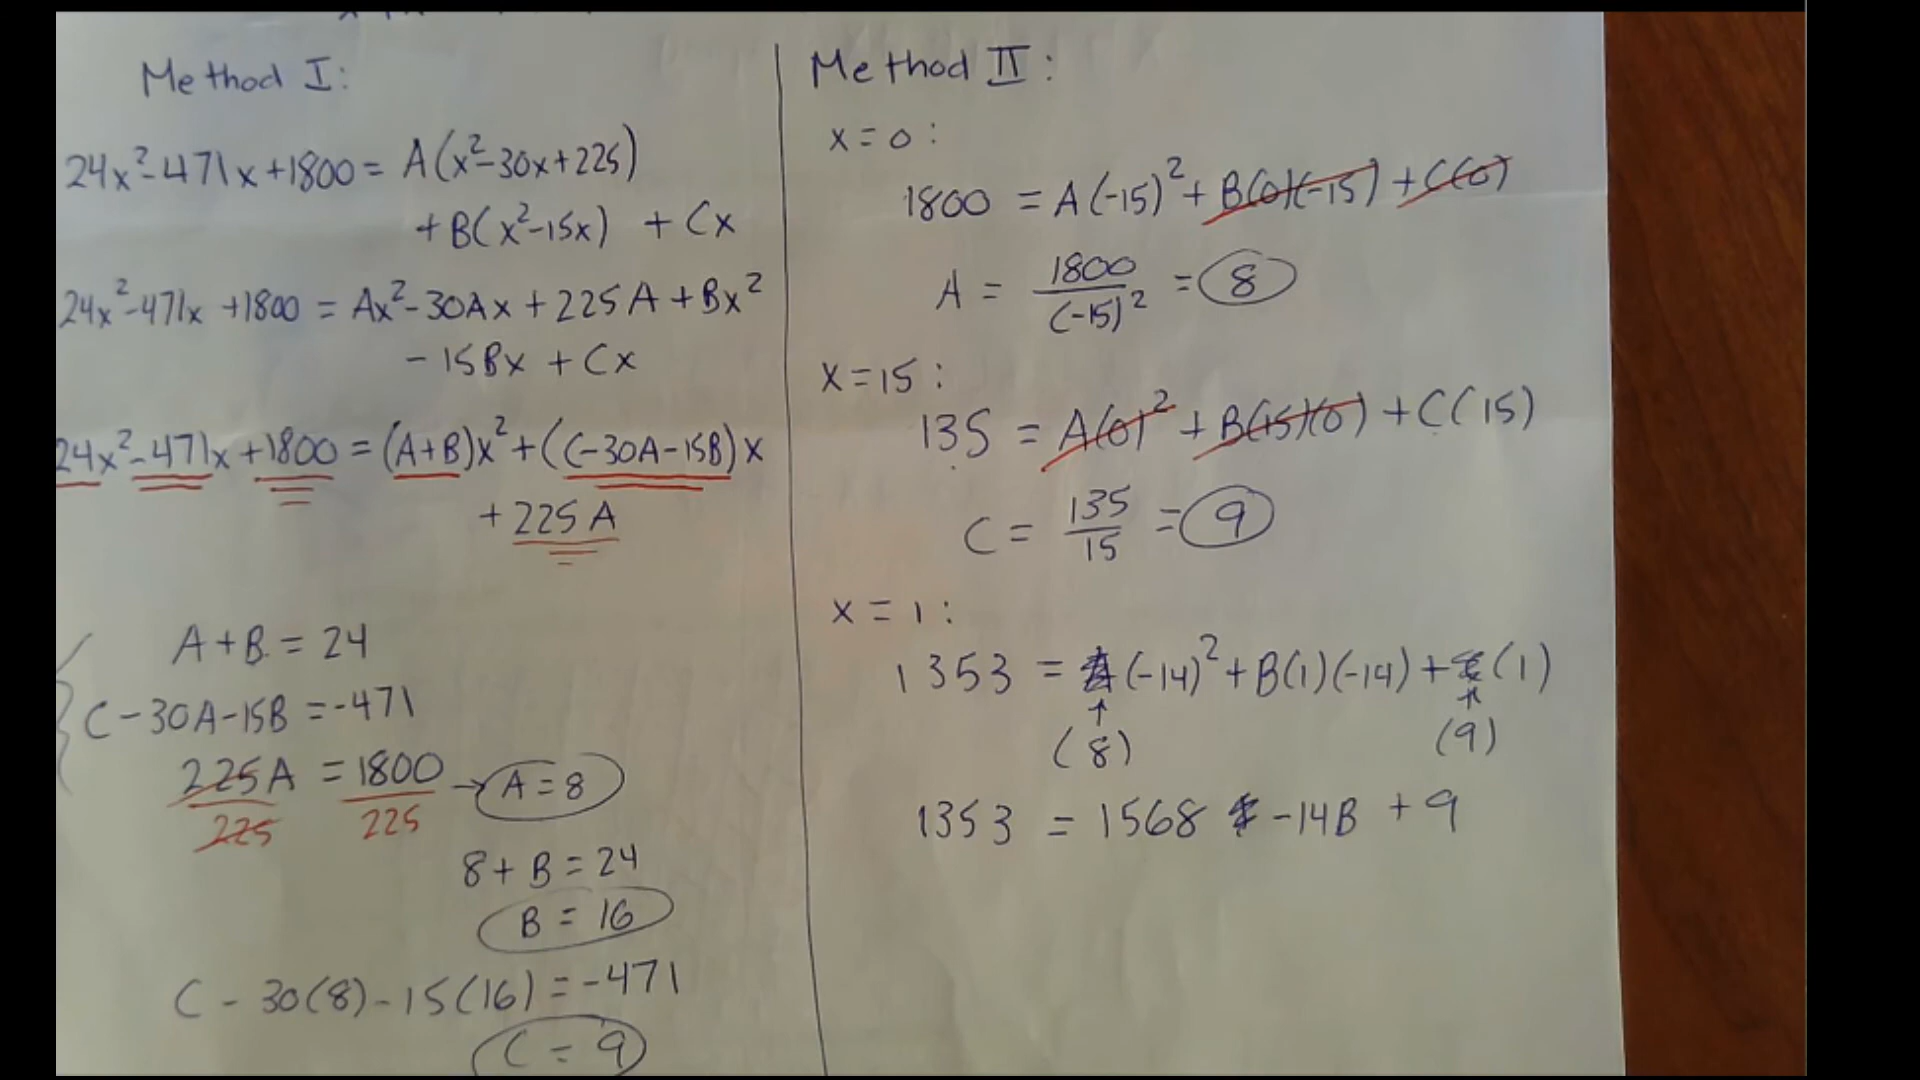 Method I:
24x²-471x+1800 = A(x²-30x+225)
+B(x²-15x) + Cx
24x²-471x +1800 = Ax²-30Ax+225A+Bx²
-15Bx + Cx
24x²-471x+1800 = (A+B)x²+(C-30A-15B)x
+225A
A+B = 24
C-30A-15B = -471
225A = 1800 → A=8
225 225
8+B=24
B = 16
C - 30(8) - 15(16) = -471
C = 9
Method II:
x=0:
1800 = A(-15)²+B(0)(-15)+C(0)
A = 1800/(-15)² = 8
x=15:
135 = A(0)²+B(15)(0)+C(15)
C = 135/15 = 9
x=1:
1353 = A(-14)²+B(1)(-14)+C(1)
↑ ↑
(8) (9)
1353 = 1568 -14B + 9